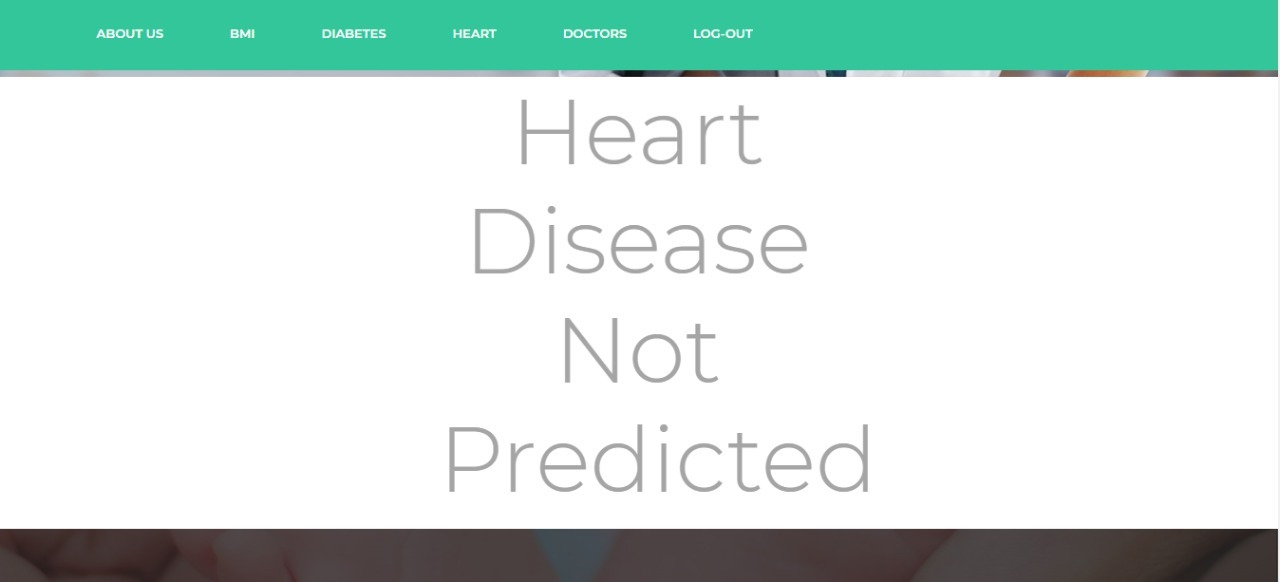 ABOUT US BMI DIABETES HEART DOCTORS LOG-OUT
Heart
Disease
Not
Predicted